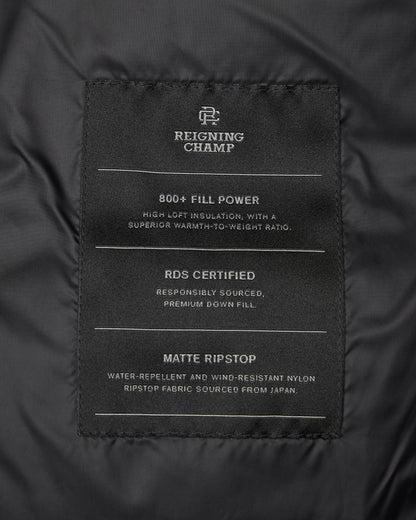 RC
REIGNING
CHAMP
800+ FILL POWER
HIGH LOFT INSULATION, WITH A
SUPERIOR WARMTH-TO-WEIGHT RATIO.
RDS CERTIFIED
RESPONSIBLY SOURCED,
PREMIUM DOWN FILL.
MATTE RIPSTOP
WATER-REPELLENT AND WIND-RESISTANT NYLON
RIPSTOP FABRIC SOURCED FROM JAPAN.